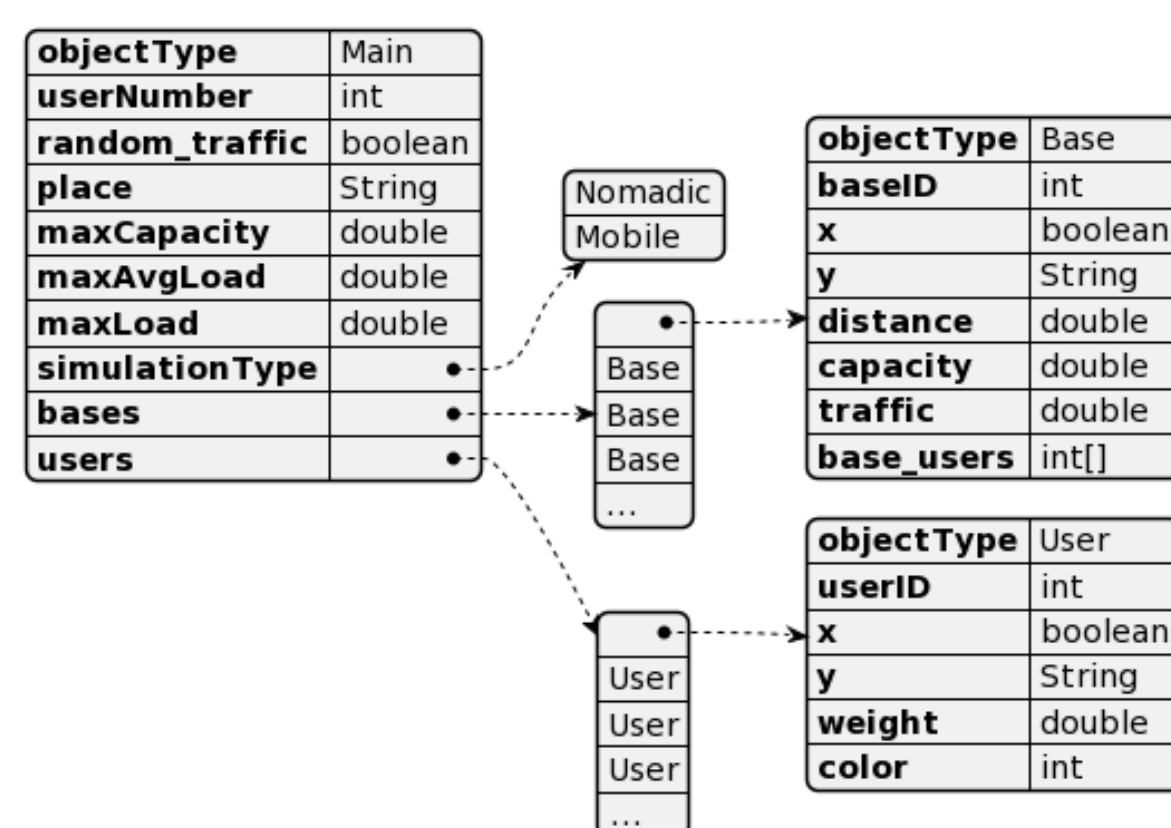 objectType Main
userNumber int
random_traffic boolean
place String
maxCapacity double
maxAvgLoad double
maxLoad double
simulationType
bases
users
Nomadic
Mobile
Base
Base
Base
...
User
User
User
...
objectType Base
baseID int
x boolean
y String
distance double
capacity double
traffic double
base_users int[]
objectType User
userID int
x boolean
y String
weight double
color int